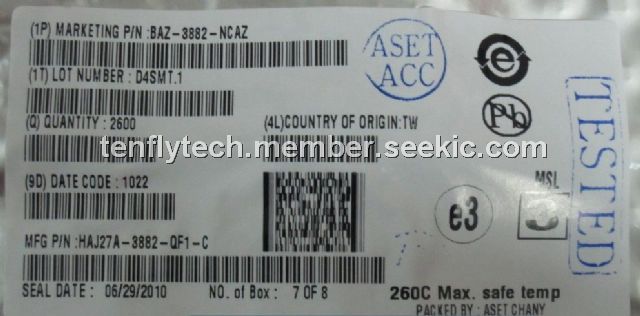 (1P) MARKETING P/N :BAZ-3882-NCAZ
ASET
ACC
(1T) LOT NUMBER : D4SMT.1
(Q) QUANTITY : 2600
(4L)COUNTRY OF ORIGIN:TW
Pb
TESTED
tenflytech.member.seekic.com
(9D) DATE CODE : 1022
MSL
3
e3
MFG P/N :HAJ27A-3882-QF1-C
SEAL DATE : 06/29/2010
NO. of Box : 7 OF 8
260C Max. safe temp
PACKED BY : ASET CHANY